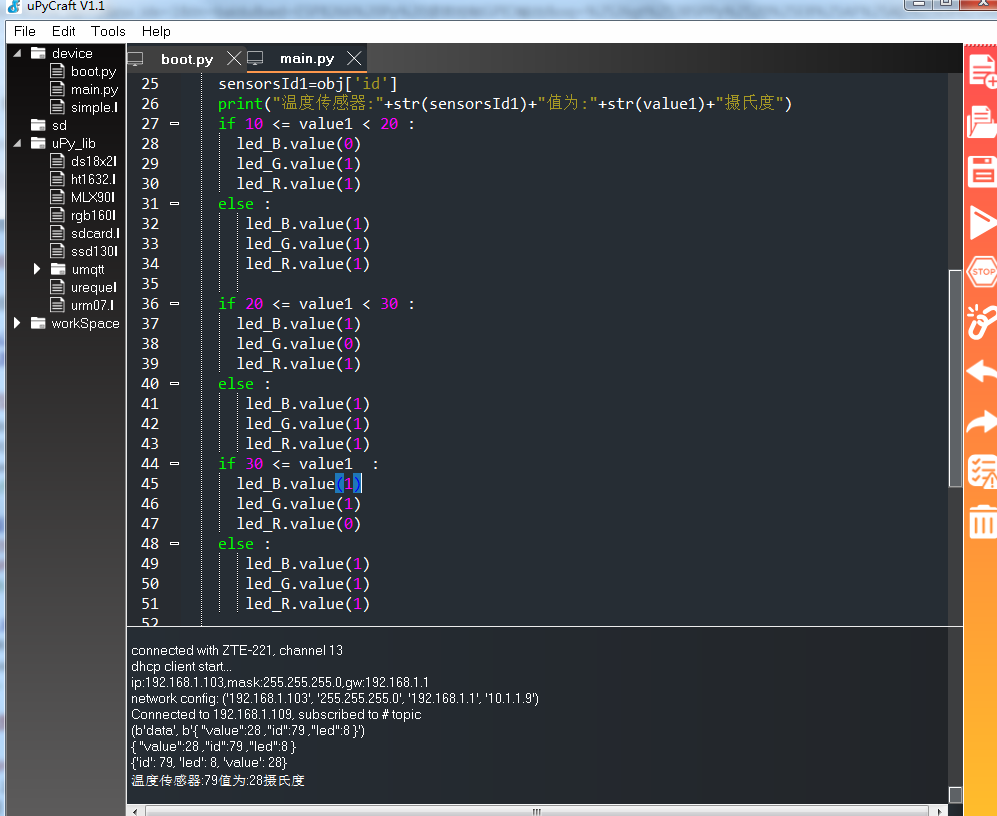 uPyCraft V1.1
File Edit Tools Help
device
boot.py
main.py
simple.l
sd
uPy_lib
ds18x2l
ht1632.l
MLX90l
rgb160l
sdcard.l
ssd130l
umqtt
urequel
urm07.l
workSpace
boot.py main.py
25 sensorsId1=obj['id']
26 print("温度传感器:"+str(sensorsId1)+"值为:"+str(value1)+"摄氏度")
27 if 10 <= value1 < 20 :
28 led_B.value(0)
29 led_G.value(1)
30 led_R.value(1)
31 else :
32 led_B.value(1)
33 led_G.value(1)
34 led_R.value(1)
35
36 if 20 <= value1 < 30 :
37 led_B.value(1)
38 led_G.value(0)
39 led_R.value(1)
40 else :
41 led_B.value(1)
42 led_G.value(1)
43 led_R.value(1)
44 if 30 <= value1  :
45 led_B.value(1)
46 led_G.value(1)
47 led_R.value(0)
48 else :
49 led_B.value(1)
50 led_G.value(1)
51 led_R.value(1)
52
connected with ZTE-221, channel 13
dhcp client start...
ip:192.168.1.103,mask:255.255.255.0,gw:192.168.1.1
network config: ('192.168.1.103', '255.255.255.0', '192.168.1.1', '10.1.1.9')
Connected to 192.168.1.109, subscribed to # topic
(b'data', b'{ "value":28 ,"id":79 ,"led":8 }')
{ "value":28 ,"id":79 ,"led":8 }
{'id': 79, 'led': 8, 'value': 28}
温度传感器:79值为:28摄氏度
STOP